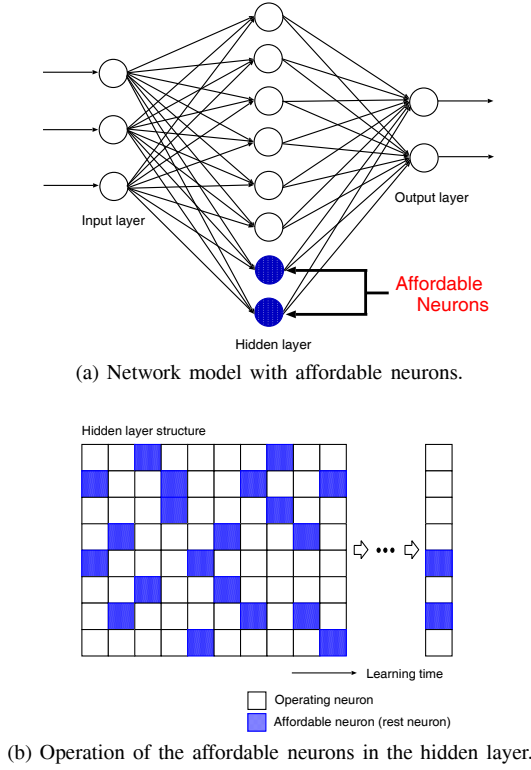 Input layer
Output layer
Affordable
Neurons
Hidden layer
(a) Network model with affordable neurons.
Hidden layer structure
Learning time
Operating neuron
Affordable neuron (rest neuron)
(b) Operation of the affordable neurons in the hidden layer.